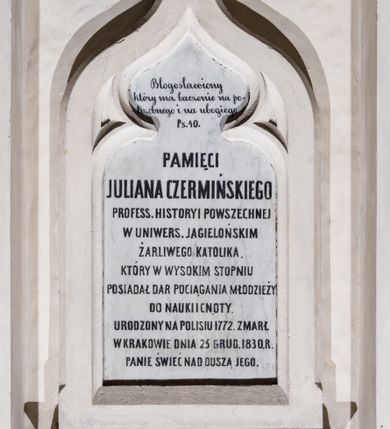 Błogosławiony
który ma baczenie na po-
trzebnego i na ubogiego
Ps.40.
PAMIĘCI
JULIANA CZERMIŃSKIEGO
PROFESS. HISTORYI POWSZECHNEJ
W UNIWERS. JAGIELOŃSKIM
ŻARLIWEGO KATOLIKA,
KTÓRY W WYSOKIM STOPNIU
POSIADAŁ DAR POCIĄGANIA MŁODZIEŻY
DO NAUKI I CNOTY.
URODZONY NA POLISIU 1772. ZMARŁ
W KRAKOWIE DNIA 25 GRUD. 1830.R.
PANIE ŚWIEĆ NAD DUSZĄ JEGO.